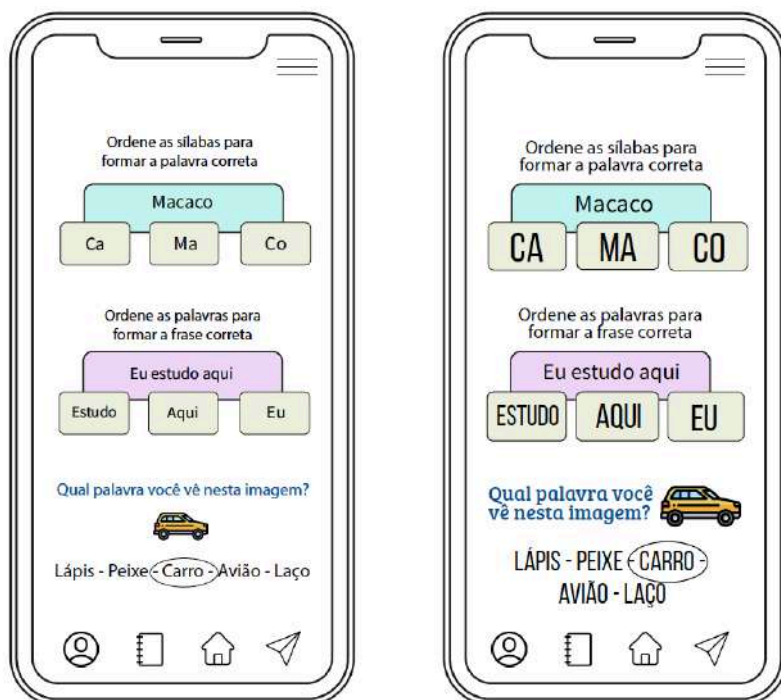 Ordene as sílabas para
formar a palavra correta
Macaco
Ca Ma Co
Ordene as palavras para
formar a frase correta
Eu estudo aqui
Estudo Aqui Eu
Qual palavra você vê nesta imagem?
Lápis - Peixe - Carro - Avião - Laço
Ordene as sílabas para
formar a palavra correta
Macaco
CA MA CO
Ordene as palavras para
formar a frase correta
Eu estudo aqui
ESTUDO AQUI EU
Qual palavra você
vê nesta imagem?
LÁPIS - PEIXE - CARRO -
AVIÃO - LAÇO